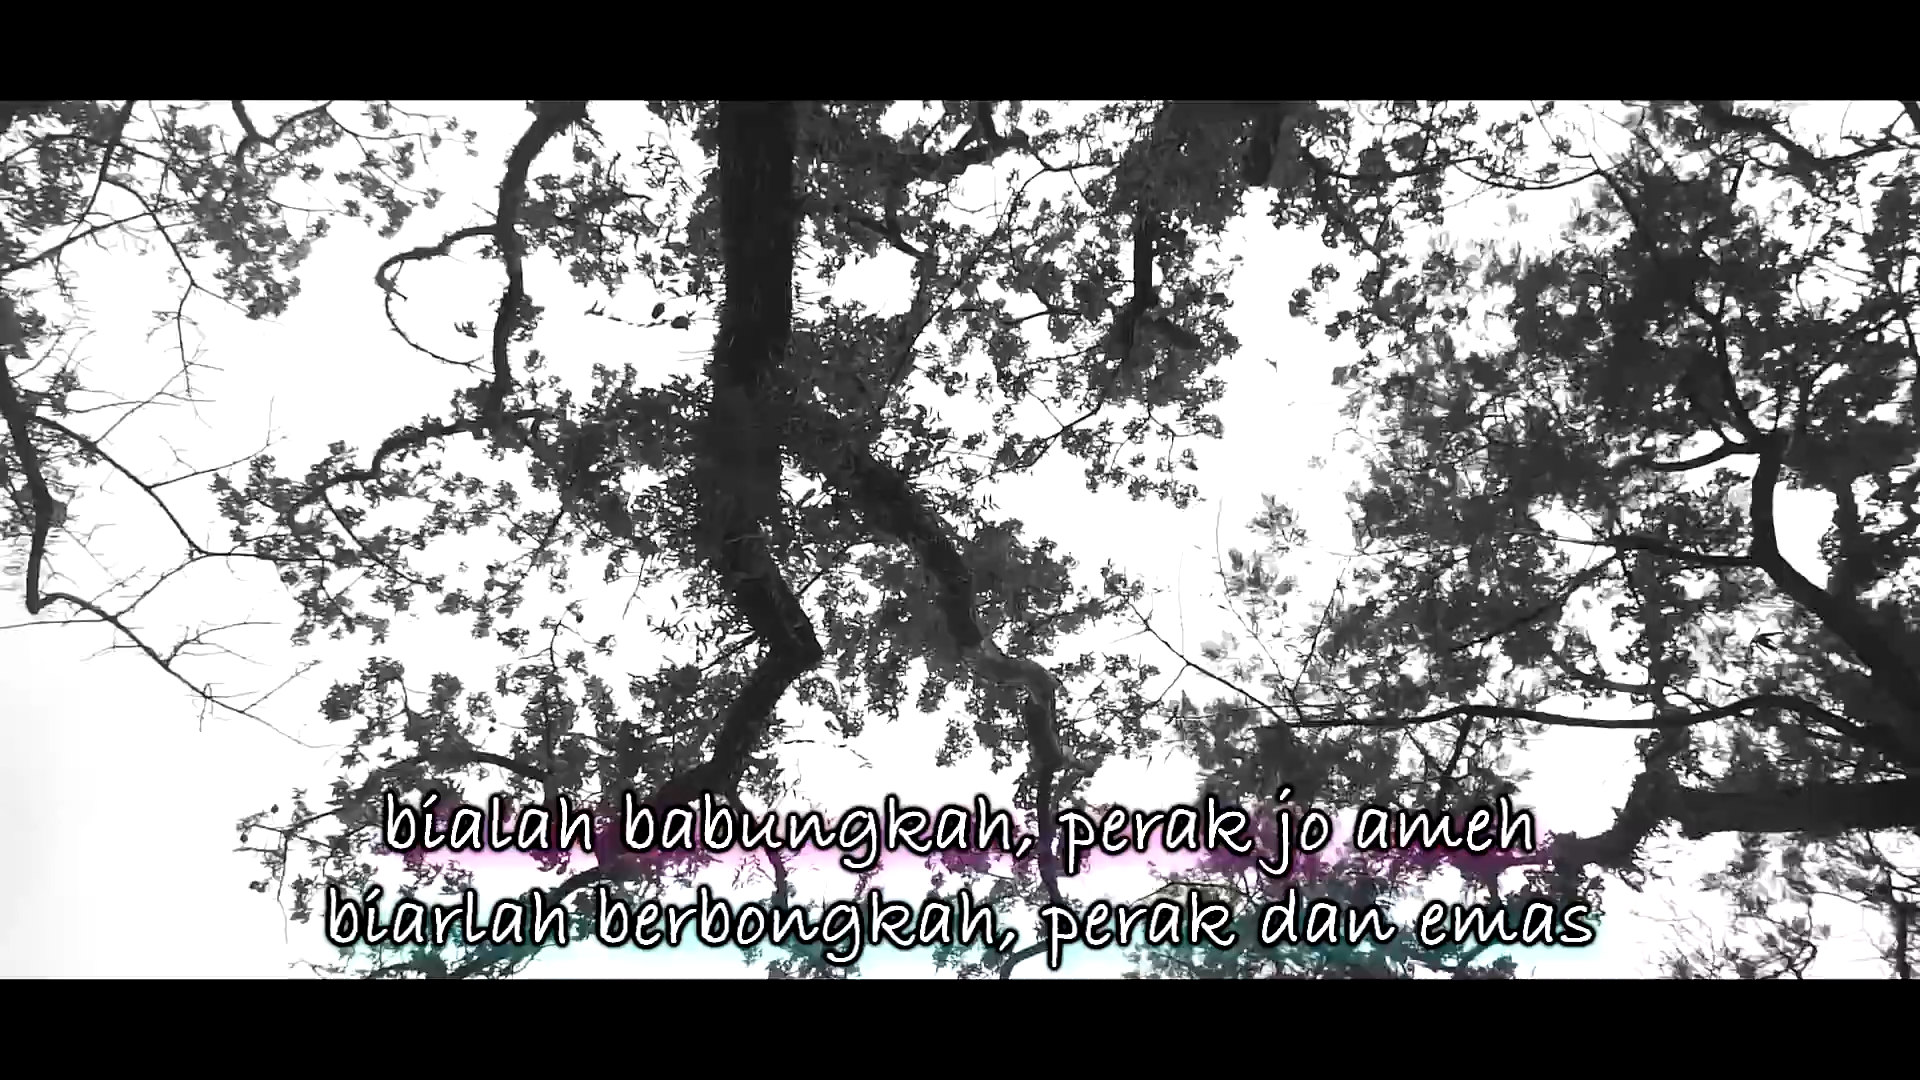 bialah babungkah, perak jo ameh
biarlah berbongkah, perak dan emas